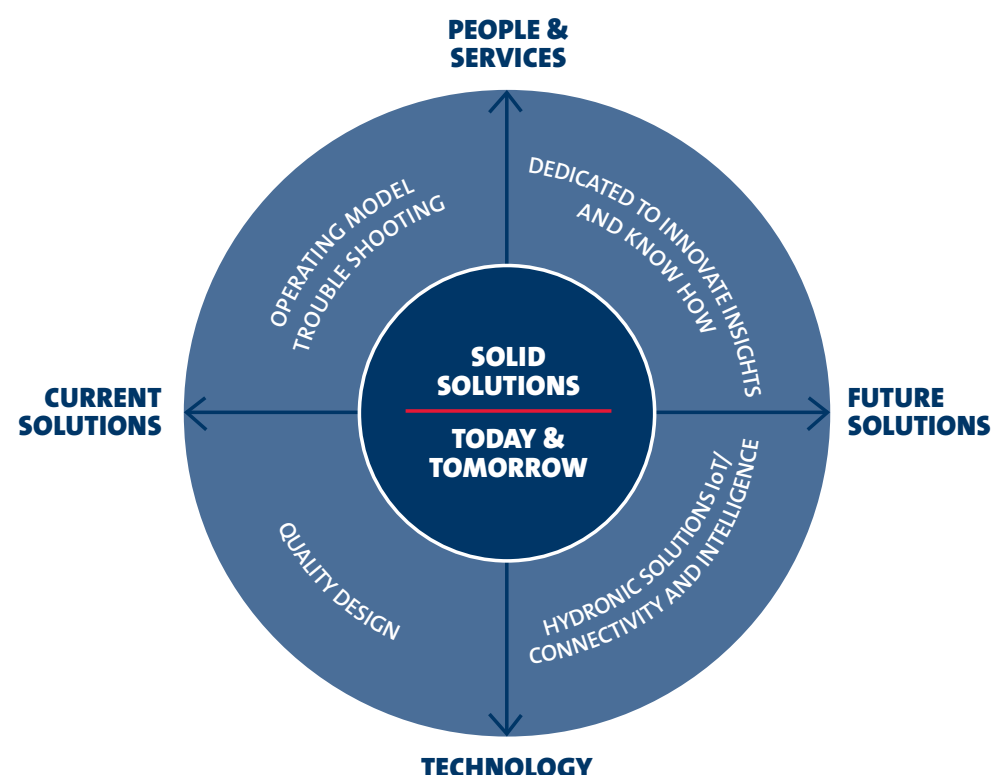 PEOPLE &
SERVICES
OPERATING MODEL
TROUBLE SHOOTING
DEDICATED TO INNOVATE INSIGHTS
AND KNOW HOW
CURRENT
SOLUTIONS
SOLID
SOLUTIONS
TODAY &
TOMORROW
FUTURE
SOLUTIONS
QUALITY DESIGN
HYDRONIC SOLUTIONS IoT/
CONNECTIVITY AND INTELLIGENCE
TECHNOLOGY